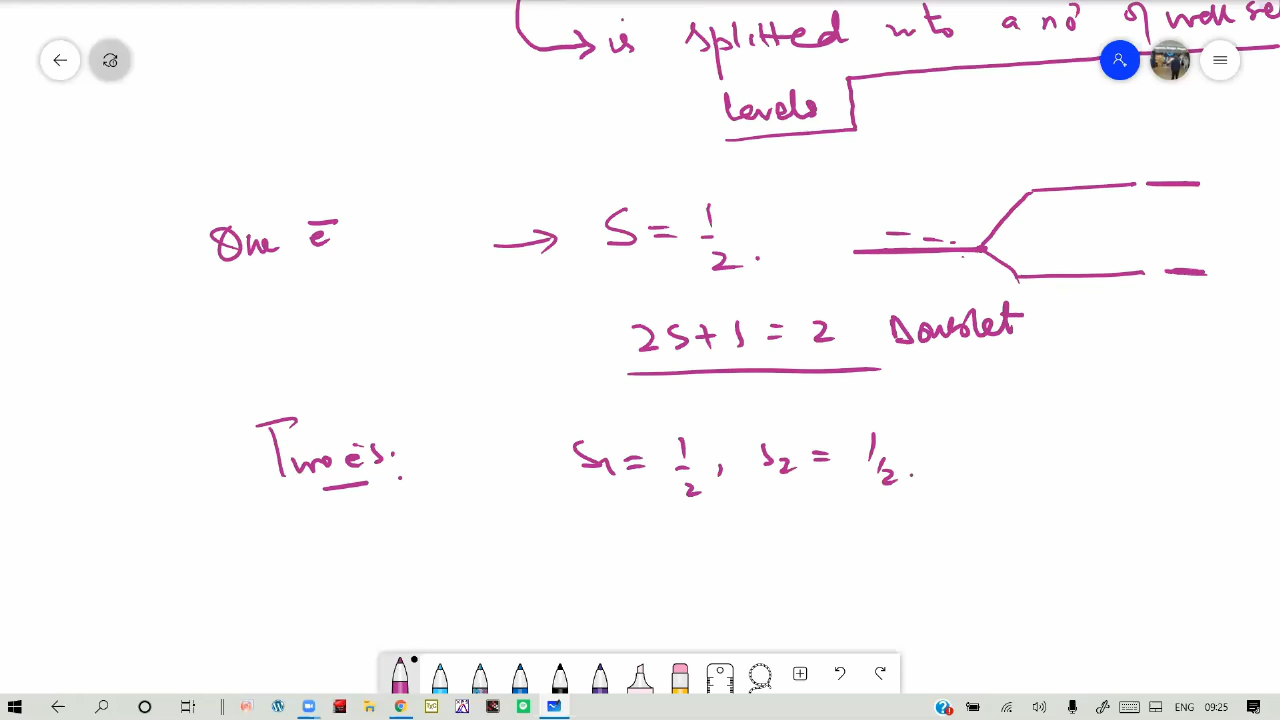 is splitted into a no of well se
levels
One e̅ → S = 1/2.
2S+1 = 2 Doublet
Two e̅s. S1 = 1/2, s2 = 1/2.
ENG 09:25